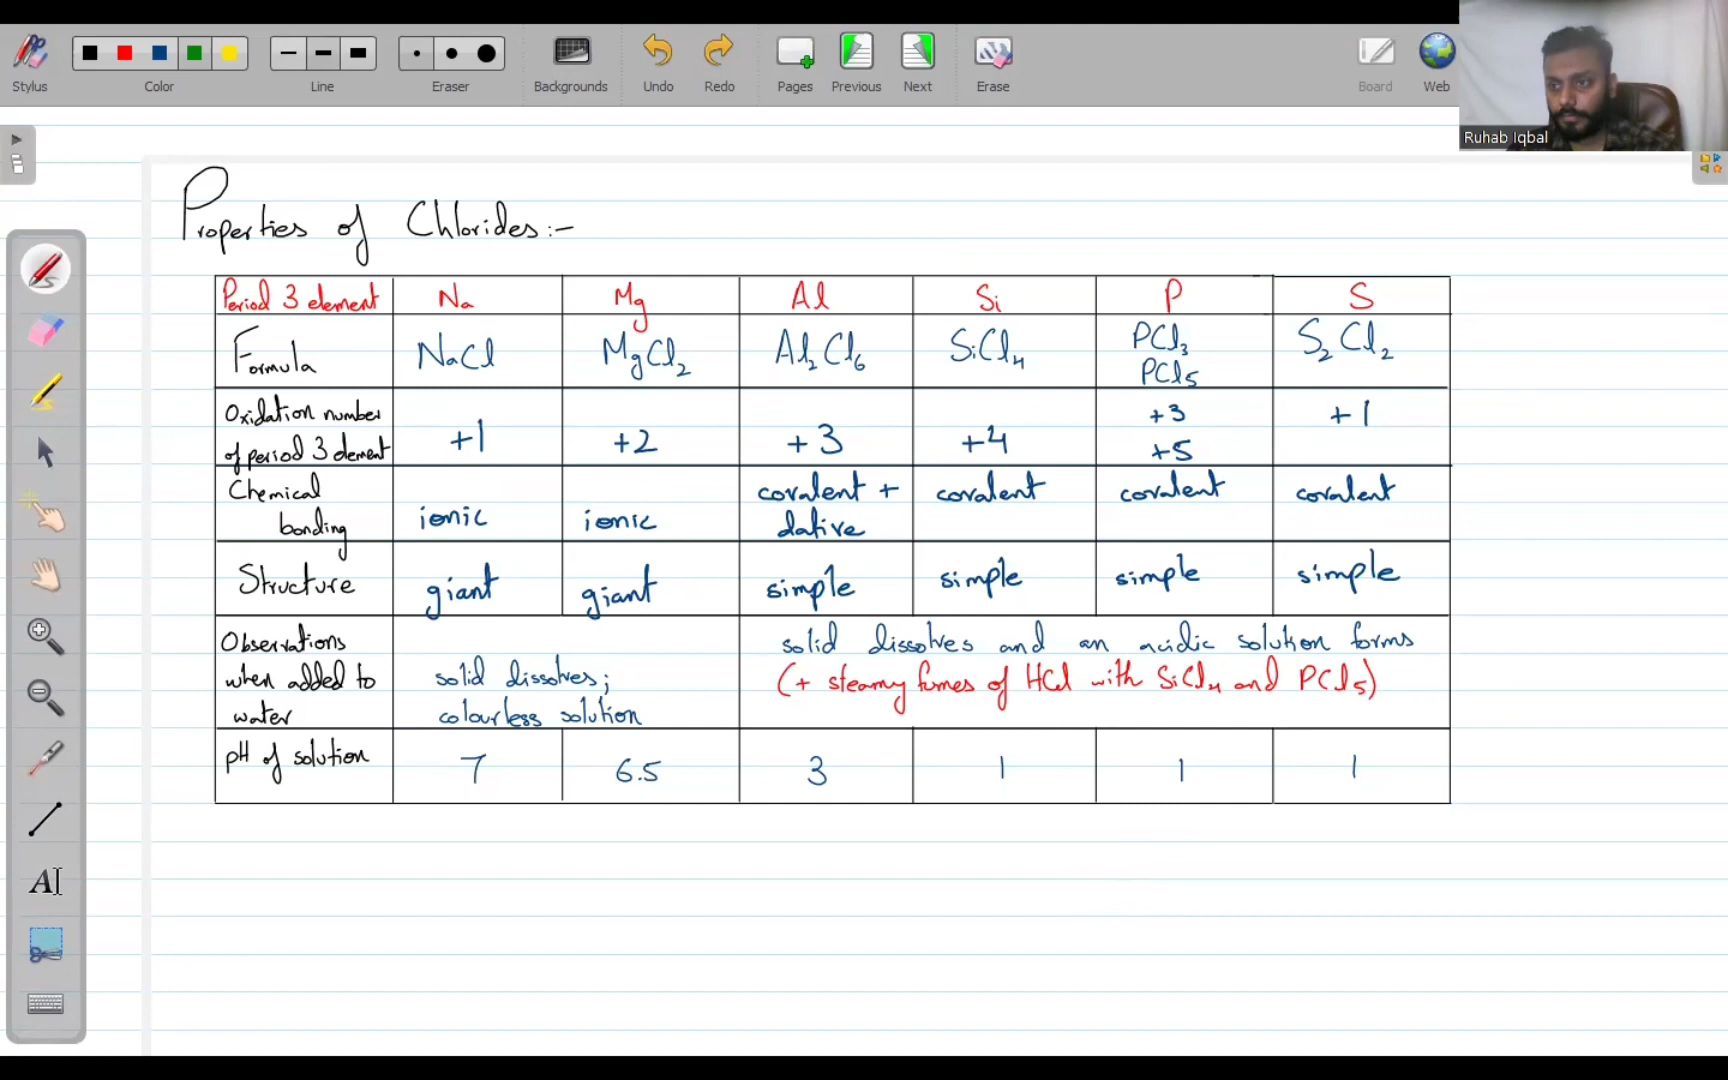 Stylus
Color
Line
Eraser
Backgrounds
Undo
Redo
Pages
Previous
Next
Erase
Board
Web
Ruhab Iqbal
Properties of Chlorides:-
Period 3 element Na Mg Al Si P S
Formula NaCl MgCl₂ Al₂Cl₆ SiCl₄ PCl₃ S₂Cl₂
PCl₅
Oxidation number +3 +1
of period 3 element +1 +2 +3 +4 +5
Chemical covalent + covalent covalent covalent
bonding ionic ionic dative
Structure giant giant simple simple simple simple
Observations solid dissolves and an acidic solution forms
when added to solid dissolves; (+ steamy fumes of HCl with SiCl₄ and PCl₅)
water colourless solution
pH of solution 7 6.5 3 1 1 1
AI